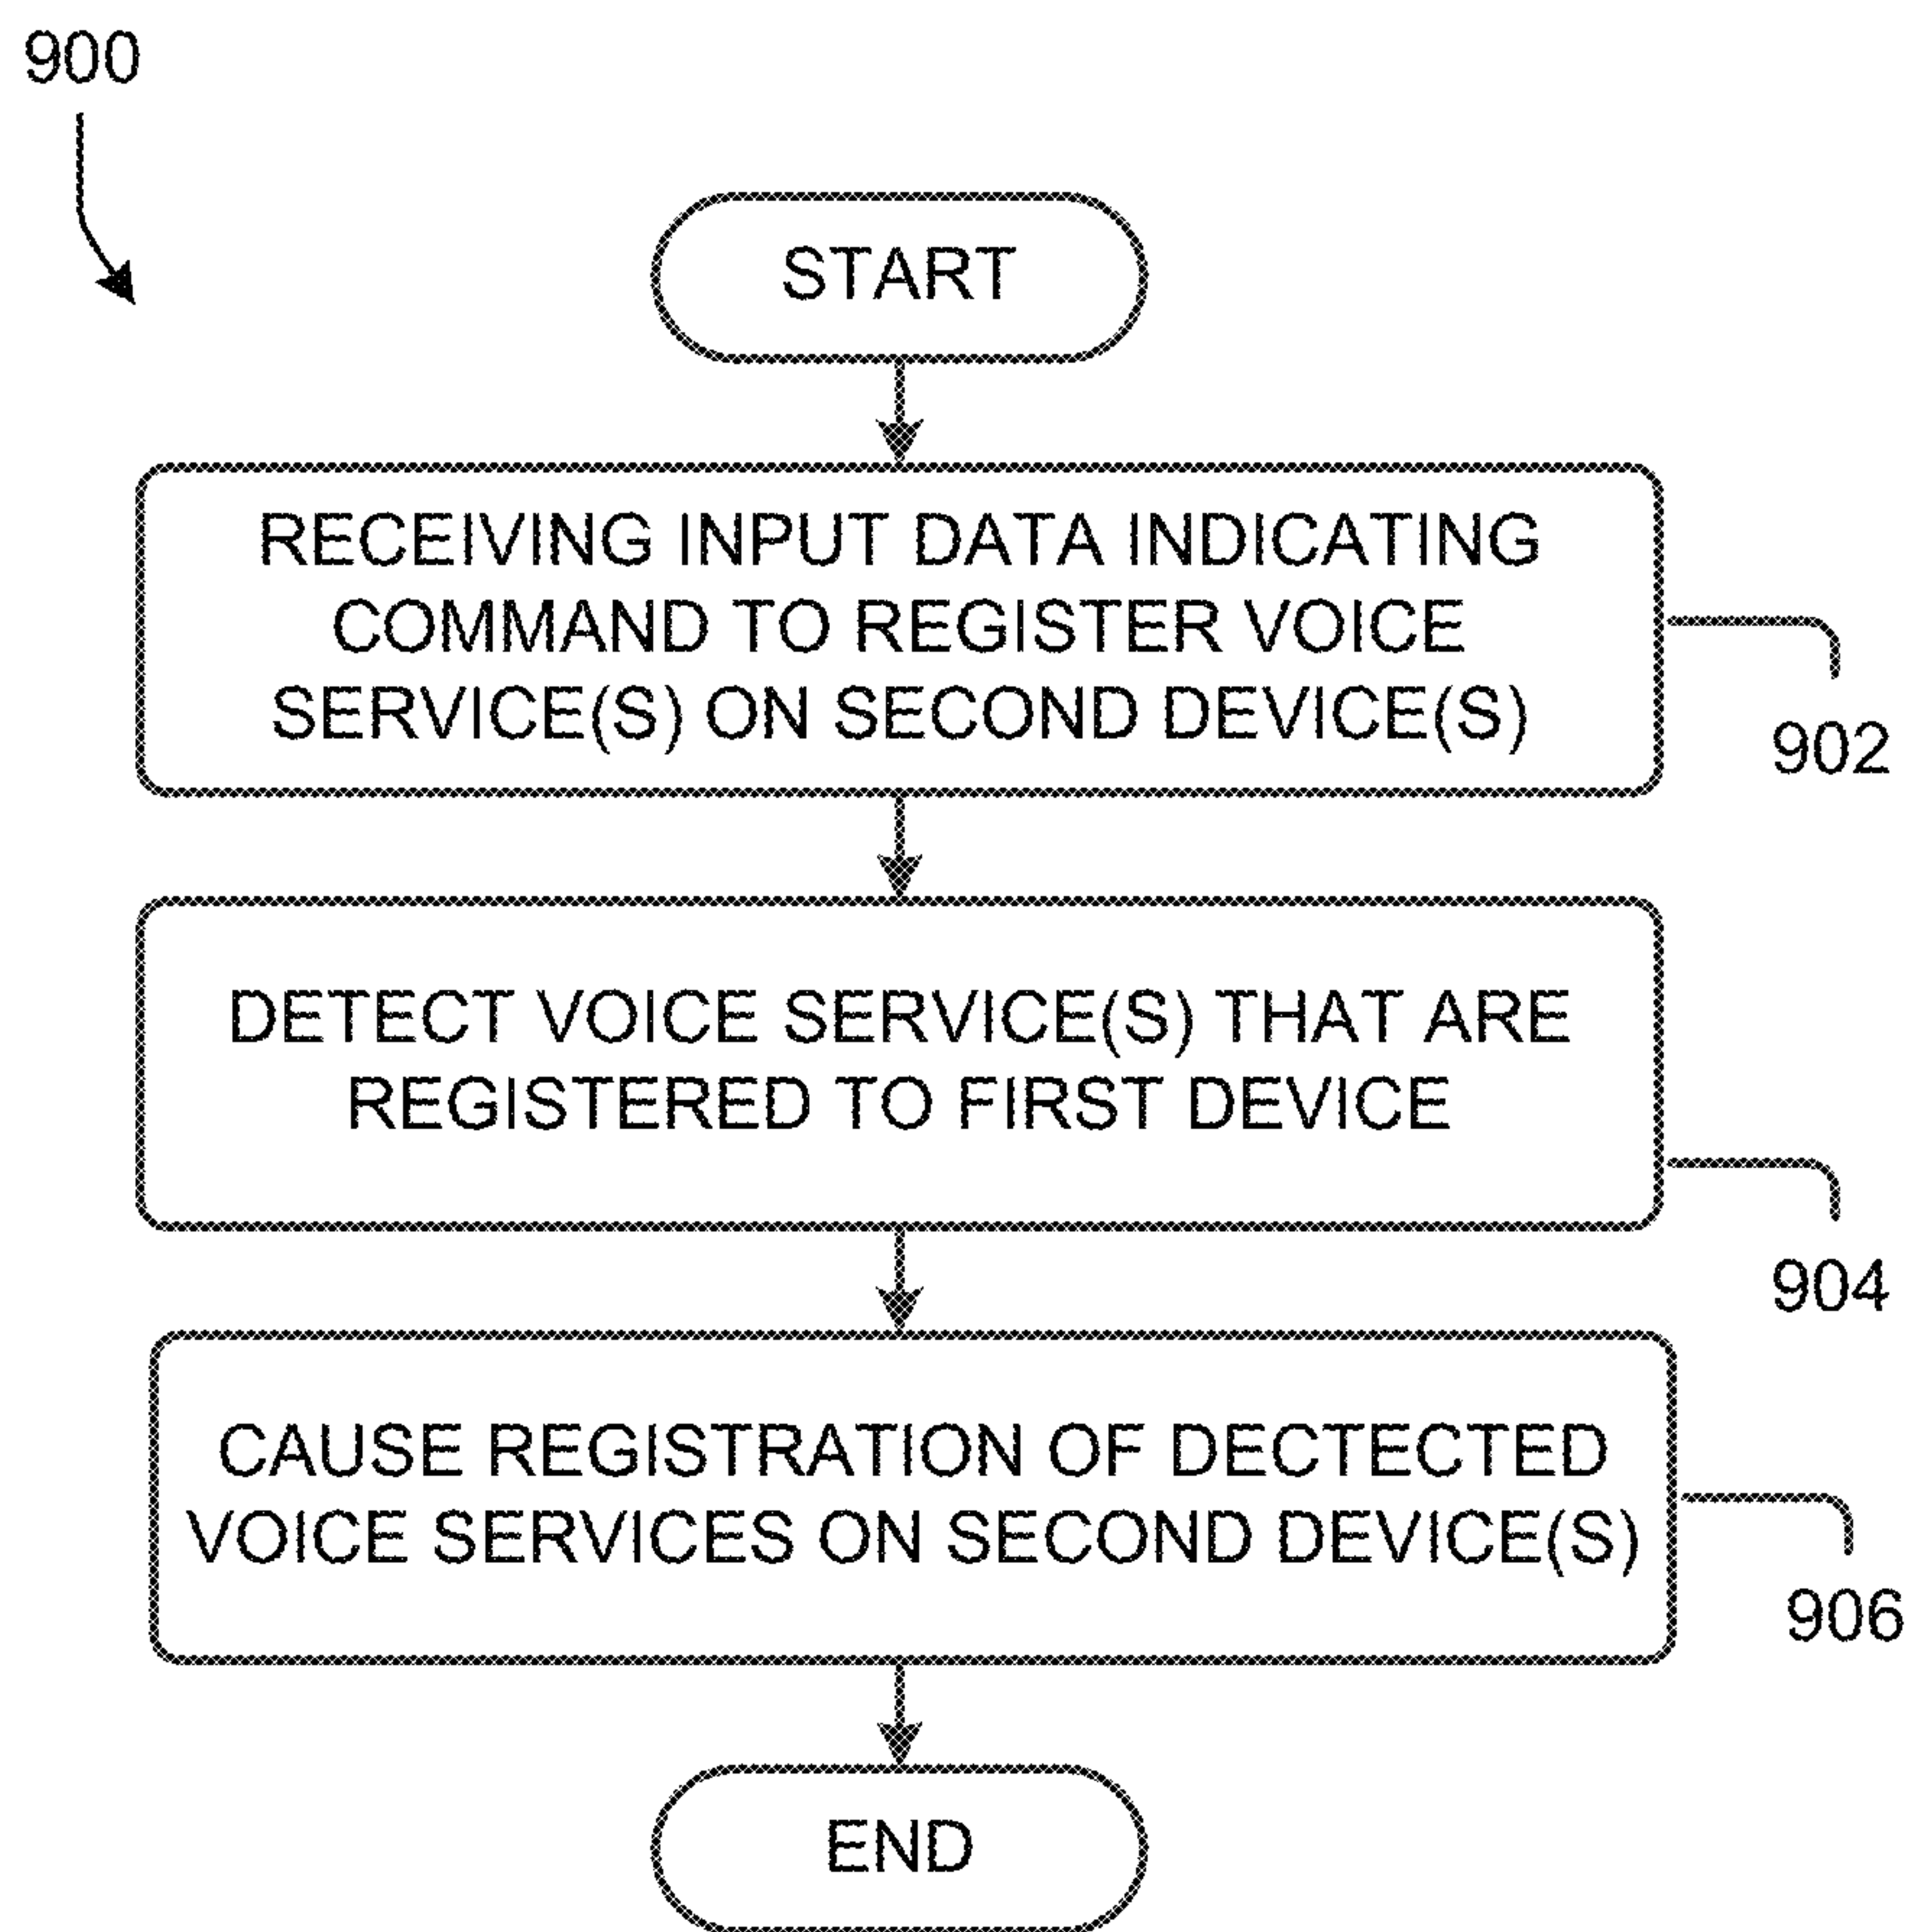 900
START
RECEIVING INPUT DATA INDICATING
COMMAND TO REGISTER VOICE
SERVICE(S) ON SECOND DEVICE(S)
902
DETECT VOICE SERVICE(S) THAT ARE
REGISTERED TO FIRST DEVICE
904
CAUSE REGISTRATION OF DECTECTED
VOICE SERVICES ON SECOND DEVICE(S)
906
END